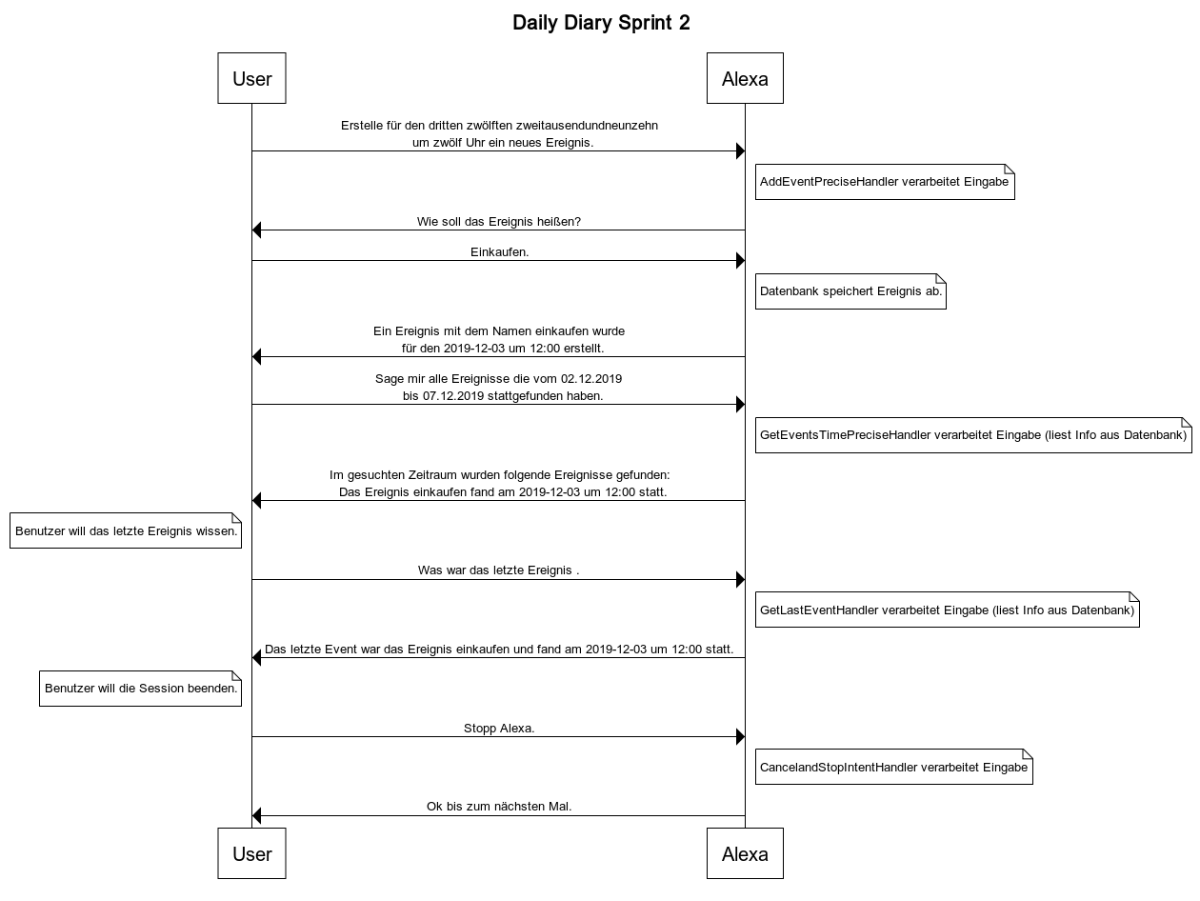 Daily Diary Sprint 2
User
Alexa
Erstelle für den dritten zwölften zweitausendundneunzehn
um zwölf Uhr ein neues Ereignis.
AddEventPreciseHandler verarbeitet Eingabe
Wie soll das Ereignis heißen?
Einkaufen.
Datenbank speichert Ereignis ab.
Ein Ereignis mit dem Namen einkaufen wurde
für den 2019-12-03 um 12:00 erstellt.
Sage mir alle Ereignisse die vom 02.12.2019
bis 07.12.2019 stattgefunden haben.
GetEventsTimePreciseHandler verarbeitet Eingabe (liest Info aus Datenbank)
Im gesuchten Zeitraum wurden folgende Ereignisse gefunden:
Das Ereignis einkaufen fand am 2019-12-03 um 12:00 statt.
Benutzer will das letzte Ereignis wissen.
Was war das letzte Ereignis .
GetLastEventHandler verarbeitet Eingabe (liest Info aus Datenbank)
Das letzte Event war das Ereignis einkaufen und fand am 2019-12-03 um 12:00 statt.
Benutzer will die Session beenden.
Stopp Alexa.
CancelandStopIntentHandler verarbeitet Eingabe
Ok bis zum nächsten Mal.
User
Alexa